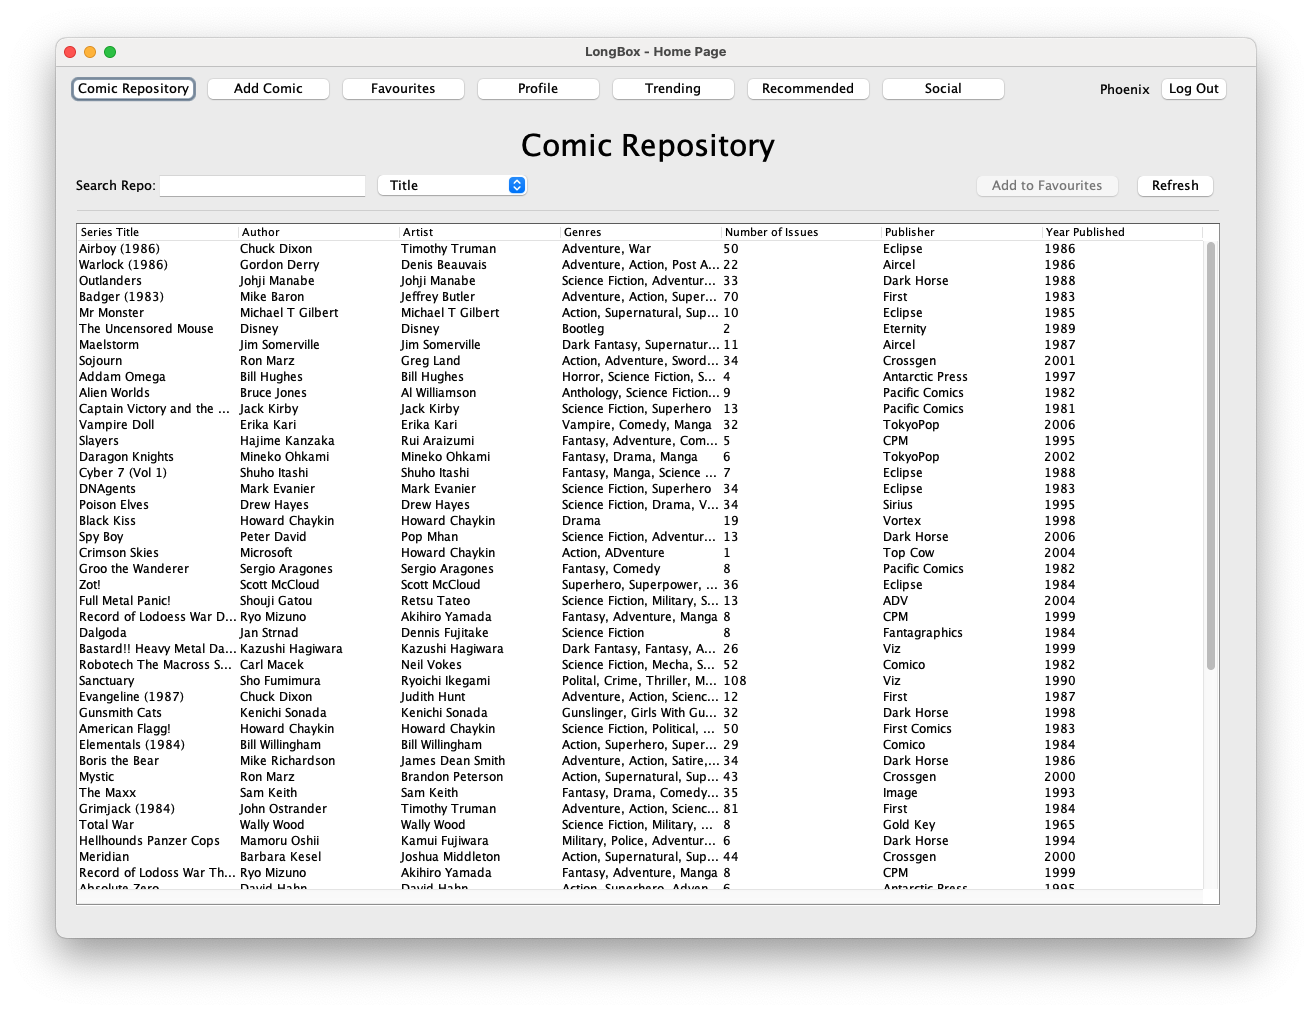 LongBox - Home Page
Comic Repository Add Comic Favourites Profile Trending Recommended Social Phoenix Log Out
Comic Repository
Search Repo: Title Add to Favourites Refresh
Series Title Author Artist Genres Number of Issues Publisher Year Published
Airboy (1986) Chuck Dixon Timothy Truman Adventure, War 50 Eclipse 1986
Warlock (1986) Gordon Derry Denis Beauvais Adventure, Action, Post A... 22 Aircel 1986
Outlanders Johji Manabe Johji Manabe Science Fiction, Adventur... 33 Dark Horse 1988
Badger (1983) Mike Baron Jeffrey Butler Adventure, Action, Super... 70 First 1983
Mr Monster Michael T Gilbert Michael T Gilbert Action, Supernatural, Sup... 10 Eclipse 1985
The Uncensored Mouse Disney Disney Bootleg 2 Eternity 1989
Maelstorm Jim Somerville Jim Somerville Dark Fantasy, Supernatur... 11 Aircel 1987
Sojourn Ron Marz Greg Land Action, Adventure, Sword... 34 Crossgen 2001
Addam Omega Bill Hughes Bill Hughes Horror, Science Fiction, S... 4 Antarctic Press 1997
Alien Worlds Bruce Jones Al Williamson Anthology, Science Fiction... 9 Pacific Comics 1982
Captain Victory and the ... Jack Kirby Jack Kirby Science Fiction, Superhero 13 Pacific Comics 1981
Vampire Doll Erika Kari Erika Kari Vampire, Comedy, Manga 32 TokyoPop 2006
Slayers Hajime Kanzaka Rui Araizumi Fantasy, Adventure, Com... 5 CPM 1995
Daragon Knights Mineko Ohkami Mineko Ohkami Fantasy, Drama, Manga 6 TokyoPop 2002
Cyber 7 (Vol 1) Shuho Itashi Shuho Itashi Fantasy, Manga, Science ... 7 Eclipse 1988
DNAgents Mark Evanier Mark Evanier Science Fiction, Superhero 34 Eclipse 1983
Poison Elves Drew Hayes Drew Hayes Science Fiction, Drama, V... 34 Sirius 1995
Black Kiss Howard Chaykin Howard Chaykin Drama 19 Vortex 1998
Spy Boy Peter David Pop Mhan Science Fiction, Adventur... 13 Dark Horse 2006
Crimson Skies Microsoft Howard Chaykin Action, ADventure 1 Top Cow 2004
Groo the Wanderer Sergio Aragones Sergio Aragones Fantasy, Comedy 8 Pacific Comics 1982
Zot! Scott McCloud Scott McCloud Superhero, Superpower, ... 36 Eclipse 1984
Full Metal Panic! Shouji Gatou Retsu Tateo Science Fiction, Military, S... 13 ADV 2004
Record of Lodoess War D... Ryo Mizuno Akihiro Yamada Fantasy, Adventure, Manga 8 CPM 1999
Dalgoda Jan Strnad Dennis Fujitake Science Fiction 8 Fantagraphics 1984
Bastard!! Heavy Metal Da... Kazushi Hagiwara Kazushi Hagiwara Dark Fantasy, Fantasy, A... 26 Viz 1999
Robotech The Macross S... Carl Macek Neil Vokes Science Fiction, Mecha, S... 52 Comico 1982
Sanctuary Sho Fumimura Ryoichi Ikegami Polital, Crime, Thriller, M... 108 Viz 1990
Evangeline (1987) Chuck Dixon Judith Hunt Adventure, Action, Scienc... 12 First 1987
Gunsmith Cats Kenichi Sonada Kenichi Sonada Gunslinger, Girls With Gu... 32 Dark Horse 1998
American Flagg! Howard Chaykin Howard Chaykin Science Fiction, Political, ... 50 First Comics 1983
Elementals (1984) Bill Willingham Bill Willingham Action, Superhero, Super... 29 Comico 1984
Boris the Bear Mike Richardson James Dean Smith Adventure, Action, Satire,... 34 Dark Horse 1986
Mystic Ron Marz Brandon Peterson Action, Supernatural, Sup... 43 Crossgen 2000
The Maxx Sam Keith Sam Keith Fantasy, Drama, Comedy... 35 Image 1993
Grimjack (1984) John Ostrander Timothy Truman Adventure, Action, Scienc... 81 First 1984
Total War Wally Wood Wally Wood Science Fiction, Military, ... 8 Gold Key 1965
Hellhounds Panzer Cops Mamoru Oshii Kamui Fujiwara Military, Police, Adventur... 6 Dark Horse 1994
Meridian Barbara Kesel Joshua Middleton Action, Supernatural, Sup... 44 Crossgen 2000
Record of Lodoss War Th... Ryo Mizuno Akihiro Yamada Fantasy, Adventure, Manga 8 CPM 1999
Absolute Zero David Hahn David Hahn Action, Superhero, Adven... 6 Antarctic Press 1995